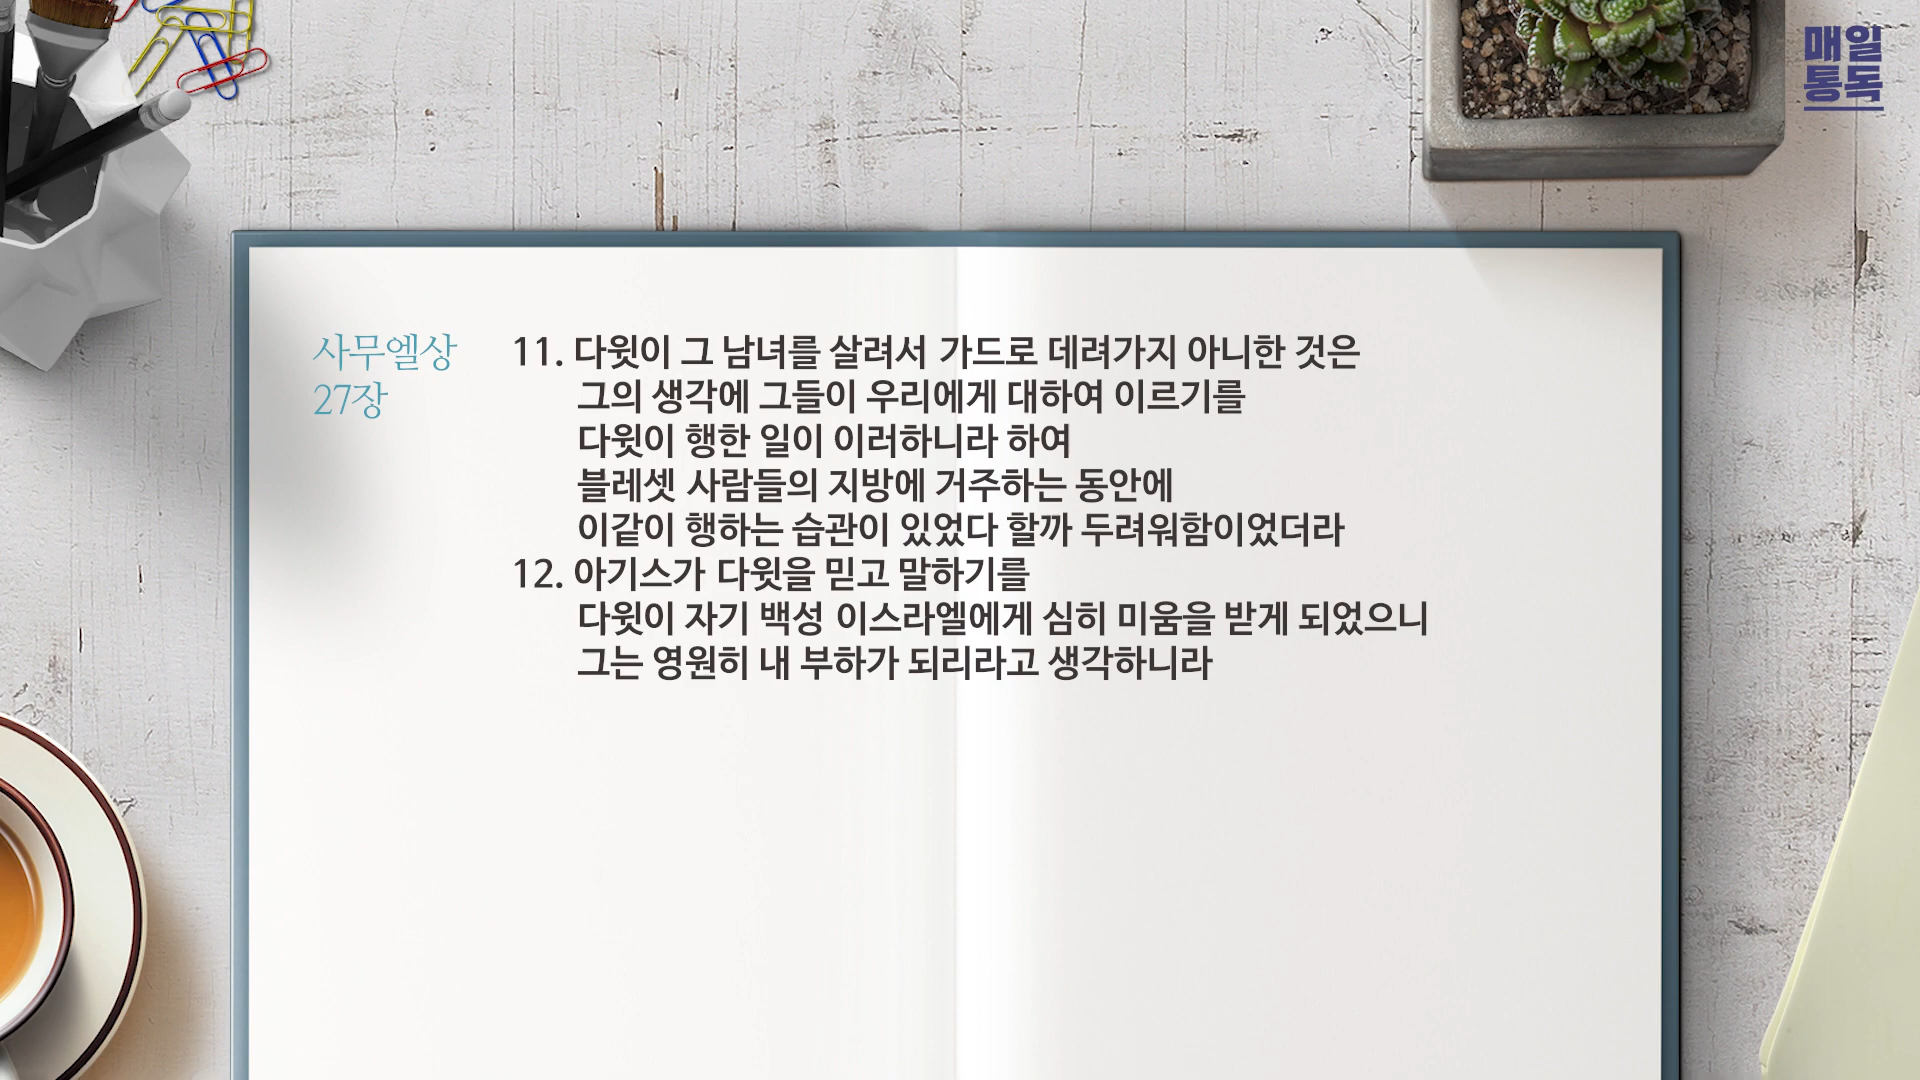 매일
통독
사무엘상
27장
11. 다윗이 그 남녀를 살려서 가드로 데려가지 아니한 것은
그의 생각에 그들이 우리에게 대하여 이르기를
다윗이 행한 일이 이러하니라 하여
블레셋 사람들의 지방에 거주하는 동안에
이같이 행하는 습관이 있었다 할까 두려워함이었더라
12. 아기스가 다윗을 믿고 말하기를
다윗이 자기 백성 이스라엘에게 심히 미움을 받게 되었으니
그는 영원히 내 부하가 되리라고 생각하니라